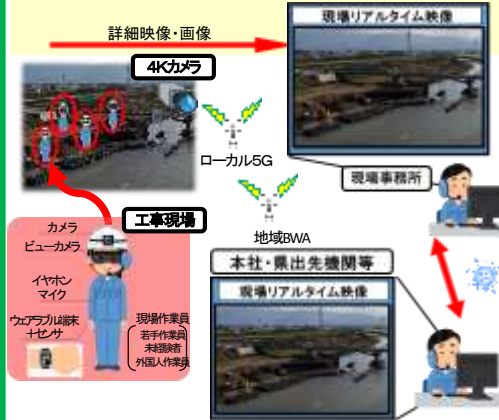 現場リアルタイム映像
詳細映像・画像
4Kカメラ
ローカル5G
現場事務所
工事現場
地域BWA
カメラ
ビューカメラ
本社・県出先機関等
イヤホン
マイク
現場リアルタイム映像
ウェアラブル端末
+センサ
現場作業員
若手作業員
未経験者
外国人作業員